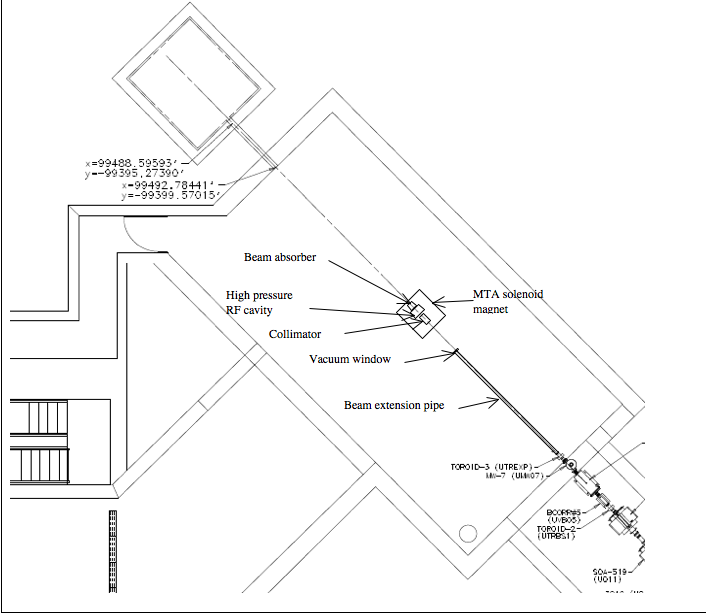 x=99488.59593'
y=-99395.27390'
x=99492.78441'
y=-99399.57015'
Beam absorber
High pressure
RF cavity
MTA solenoid
magnet
Collimator
Vacuum window
Beam extension pipe
TOROID-3 (UTREXP)
MW-7 (UMW07)
BCORR#5
(UVB05)
TOROID-2
(UTRBS1)
SQA-519
(UQ11)